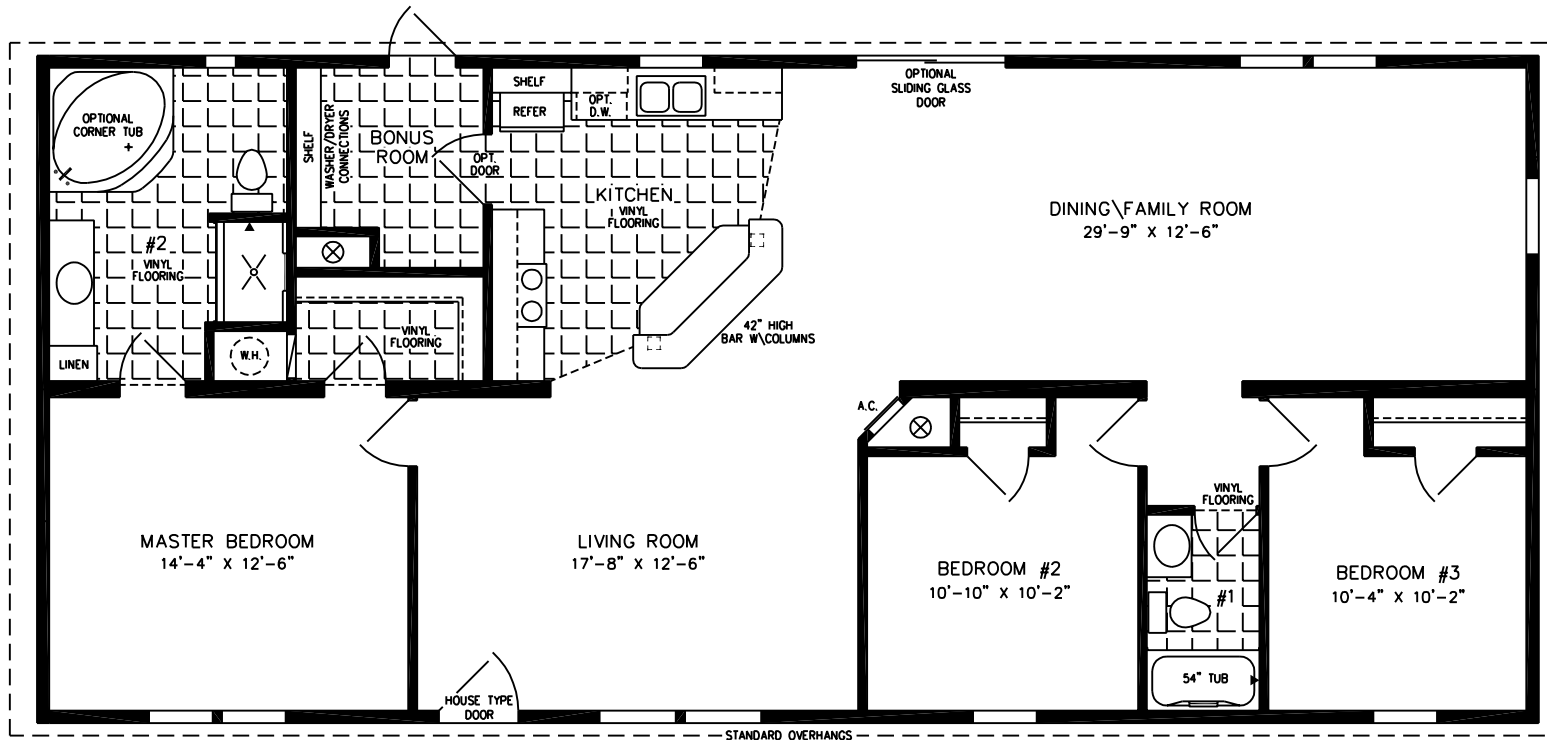 OPTIONAL
CORNER TUB
SHELF
WASHER/DRYER
CONNECTIONS
BONUS
ROOM
OPT.
DOOR
SHELF
REFER
OPT.
D.W.
KITCHEN
VINYL
FLOORING
OPTIONAL
SLIDING GLASS
DOOR
DINING\FAMILY ROOM
29'-9" X 12'-6"
#2
VINYL
FLOORING
LINEN
W.H.
VINYL
FLOORING
42" HIGH
BAR W\COLUMNS
A.C.
MASTER BEDROOM
14'-4" X 12'-6"
LIVING ROOM
17'-8" X 12'-6"
BEDROOM #2
10'-10" X 10'-2"
VINYL
FLOORING
#1
54" TUB
BEDROOM #3
10'-4" X 10'-2"
HOUSE TYPE
DOOR
STANDARD OVERHANGS